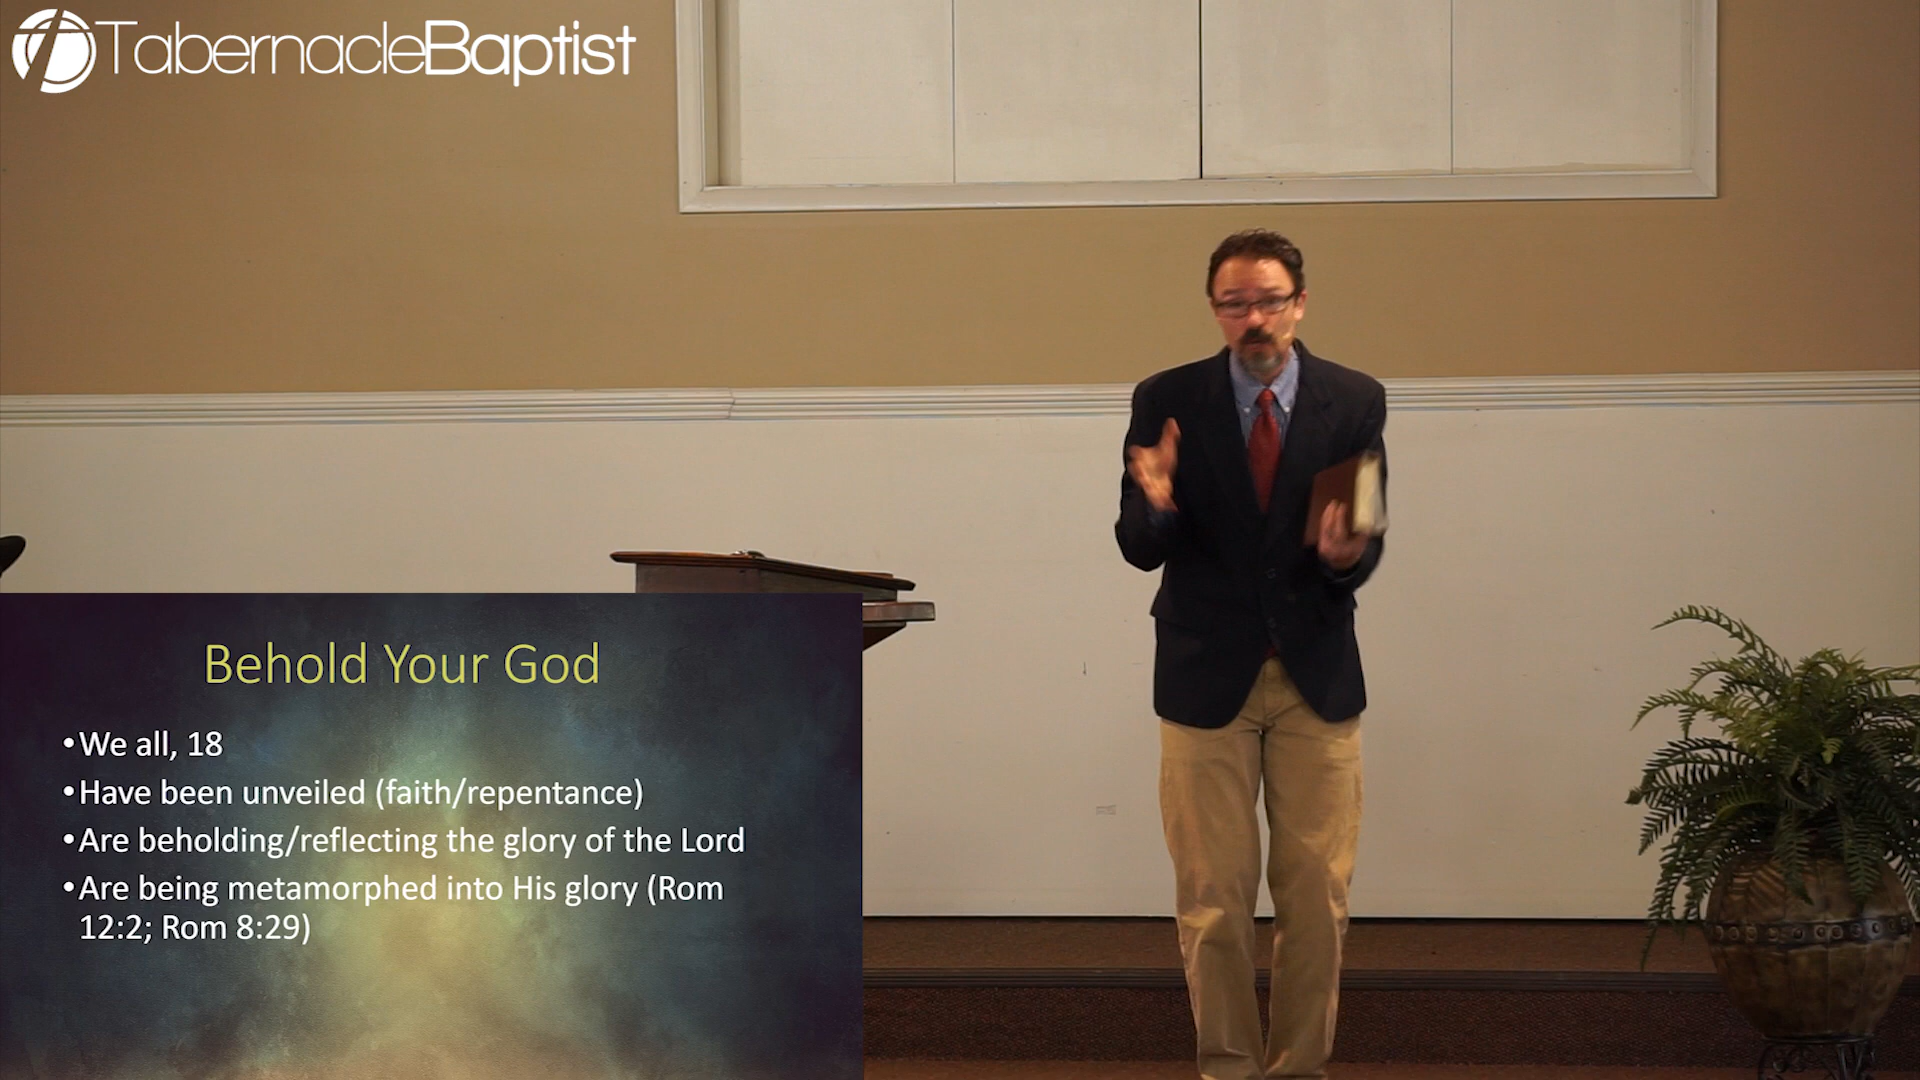 TabernacleBaptist
Behold Your God
•We all, 18
•Have been unveiled (faith/repentance)
•Are beholding/reflecting the glory of the Lord
•Are being metamorphed into His glory (Rom
12:2; Rom 8:29)